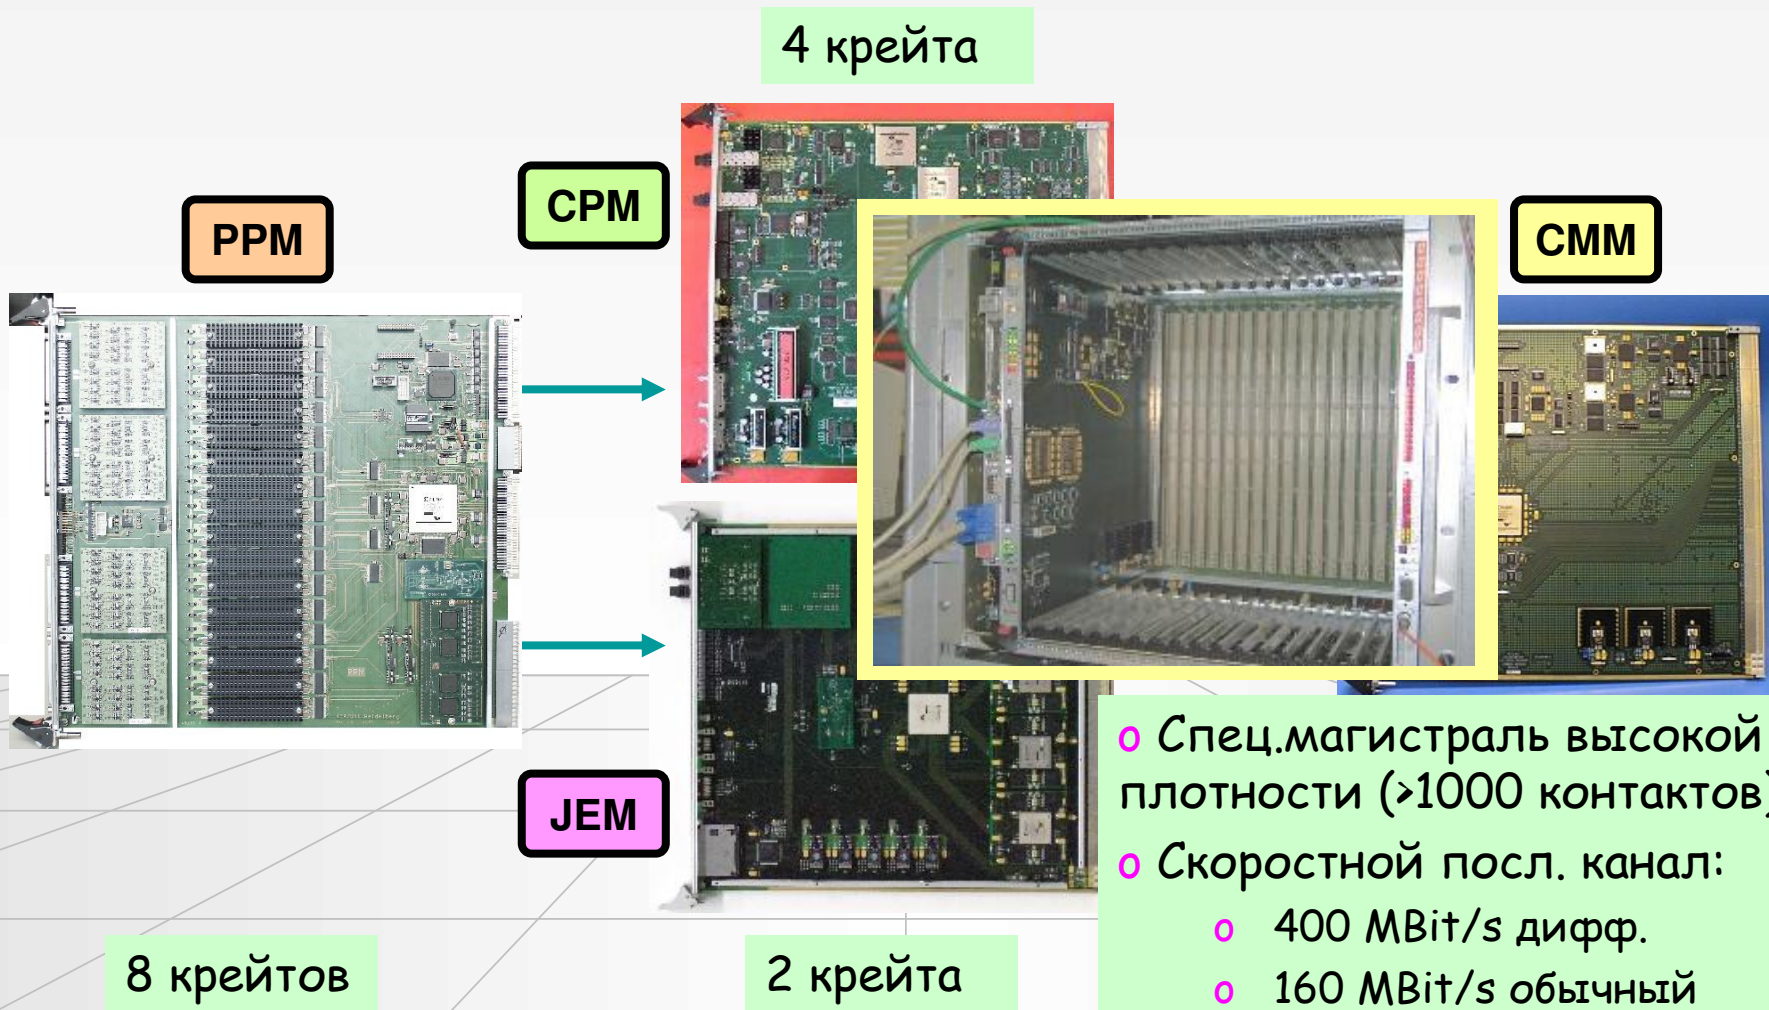 4 крейта
CPM
PPM
CMM
JEM
о Спец.магистраль высокой
плотности (>1000 контактов)
о Скоростной посл. канал:
о 400 MBit/s дифф.
о 160 MBit/s обычный
8 крейтов
2 крейта